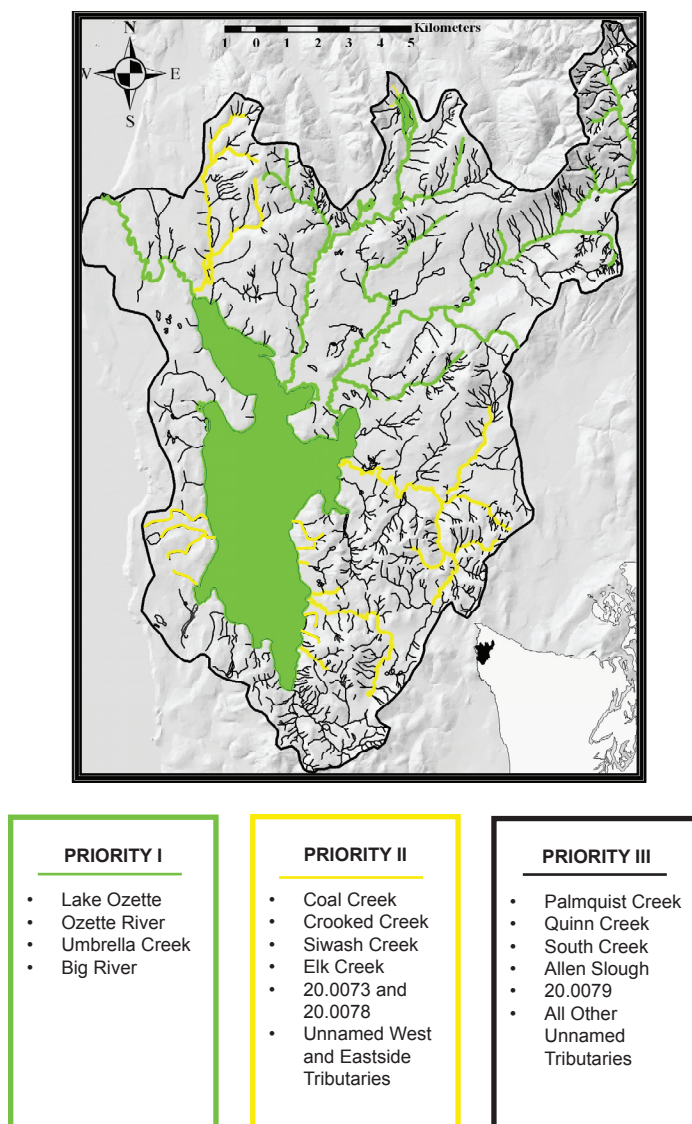 N
Kilometers
1 0 1 2 3 4 5
V E
S
PRIORITY I
• Lake Ozette
• Ozette River
• Umbrella Creek
• Big River
PRIORITY II
• Coal Creek
• Crooked Creek
• Siwash Creek
• Elk Creek
• 20.0073 and
20.0078
• Unnamed West
and Eastside
Tributaries
PRIORITY III
• Palmquist Creek
• Quinn Creek
• South Creek
• Allen Slough
• 20.0079
• All Other
Unnamed
Tributaries